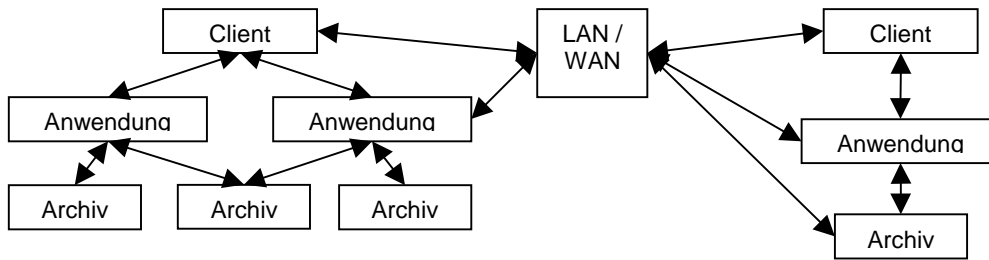 Client
LAN /
WAN
Client
Anwendung
Anwendung
Anwendung
Archiv
Archiv
Archiv
Archiv